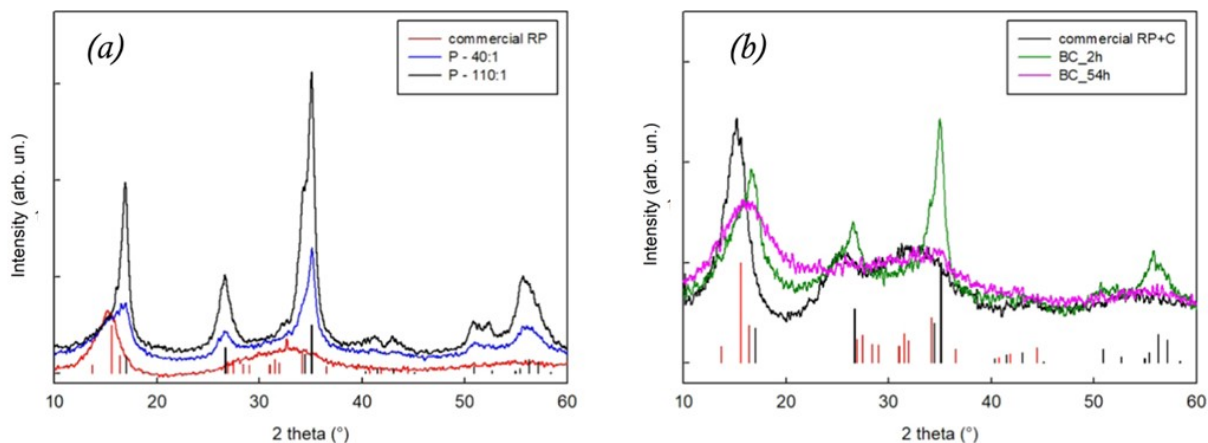 (a)
commercial RP
P - 40:1
P - 110:1
Intensity (arb. un.)
10 20 30 40 50 60
2 theta (°)
(b)
commercial RP+C
BC_2h
BC_54h
Intensity (arb. un.)
10 20 30 40 50 60
2 theta (°)